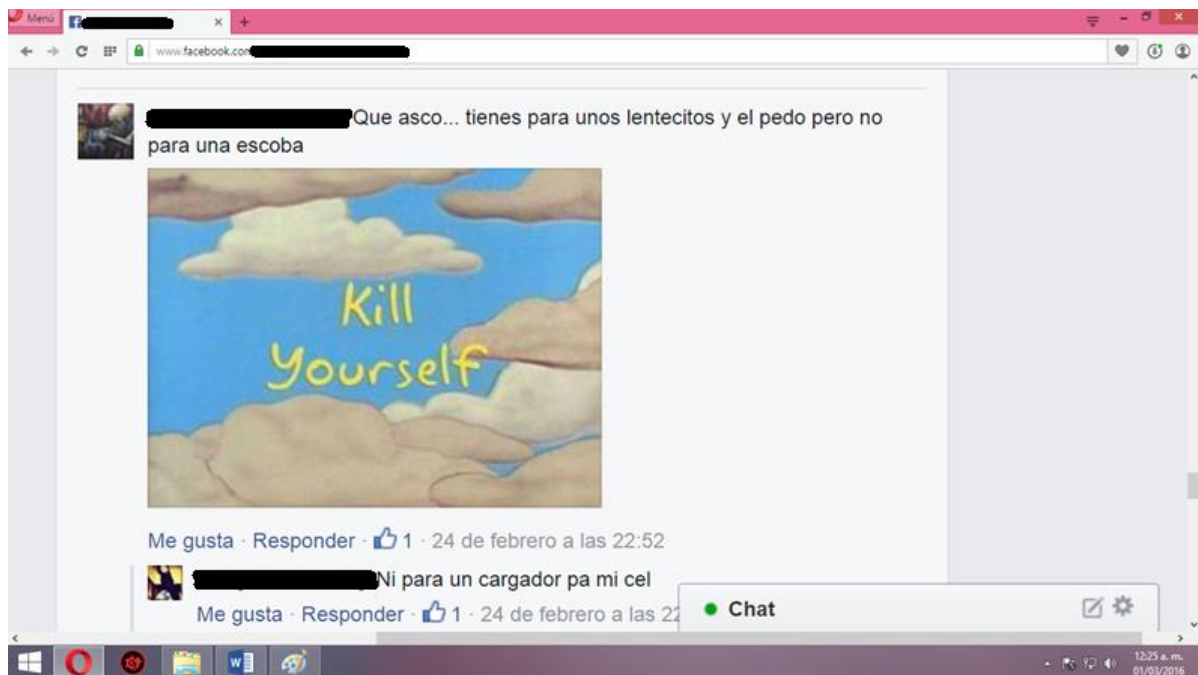 Menú
www.facebook.com
Que asco... tienes para unos lentecitos y el pedo pero no
para una escoba
Kill
Yourself
Me gusta · Responder · 1 · 24 de febrero a las 22:52
Ni para un cargador pa mi cel
Me gusta · Responder · 1 · 24 de febrero a las 22
Chat
12:25 a. m.
01/03/2016